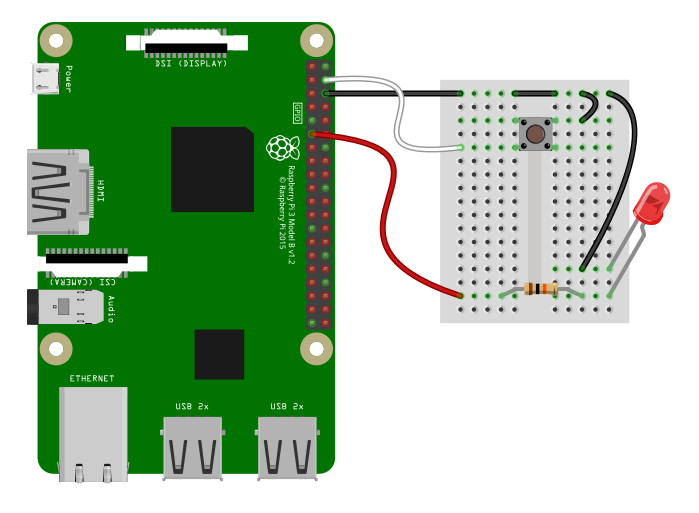 DSI (DISPLAY)
Power
GPIO
HDMI
Raspberry Pi 3 Model B v1.2
© Raspberry Pi 2015
CSI (CAMERA)
Audio
ETHERNET
USB 2x
USB 2x